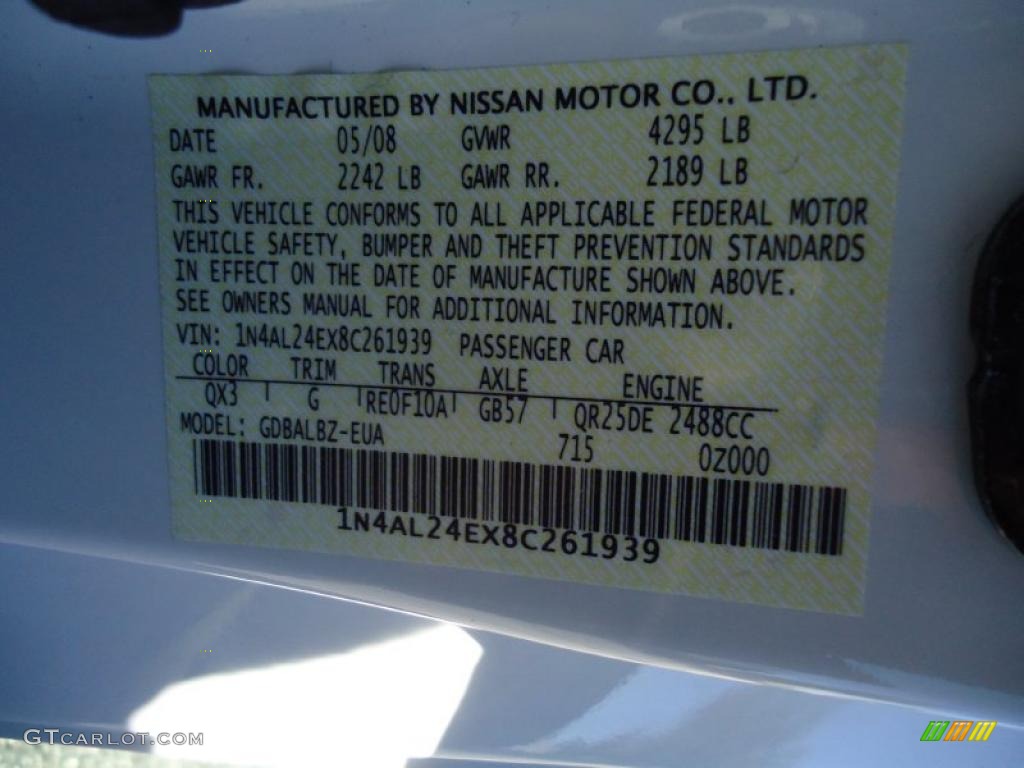 MANUFACTURED BY NISSAN MOTOR CO., LTD.
DATE 05/08 GVWR 4295 LB
GAWR FR. 2242 LB GAWR RR. 2189 LB
THIS VEHICLE CONFORMS TO ALL APPLICABLE FEDERAL MOTOR
VEHICLE SAFETY, BUMPER AND THEFT PREVENTION STANDARDS
IN EFFECT ON THE DATE OF MANUFACTURE SHOWN ABOVE.
SEE OWNERS MANUAL FOR ADDITIONAL INFORMATION.
VIN: 1N4AL24EX8C261939 PASSENGER CAR
COLOR TRIM TRANS AXLE ENGINE
QX3 G RE0F10A GB57 QR25DE 2488CC
MODEL: GDBALBZ-EUA 715 0Z000
1N4AL24EX8C261939
GTCARLOT.COM